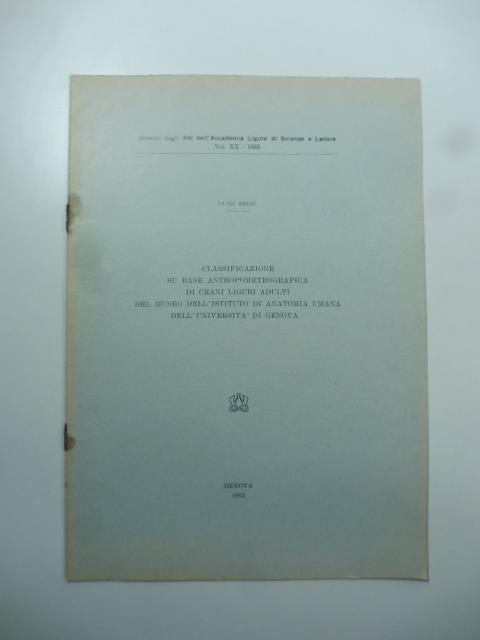 Estratto dagli Atti dell'Accademia Ligure di Scienze e Lettere
Vol. XX - 1963
LUIGI
CLASSIFICAZIONE
SU BASE ANTROPOMETROGRAFICA
DI CRANI LIGURI ADULTI
DEL MUSEO DELL'ISTITUTO DI ANATOMIA UMANA
DELL'UNIVERSITA' DI GENOVA
GENOVA
1963